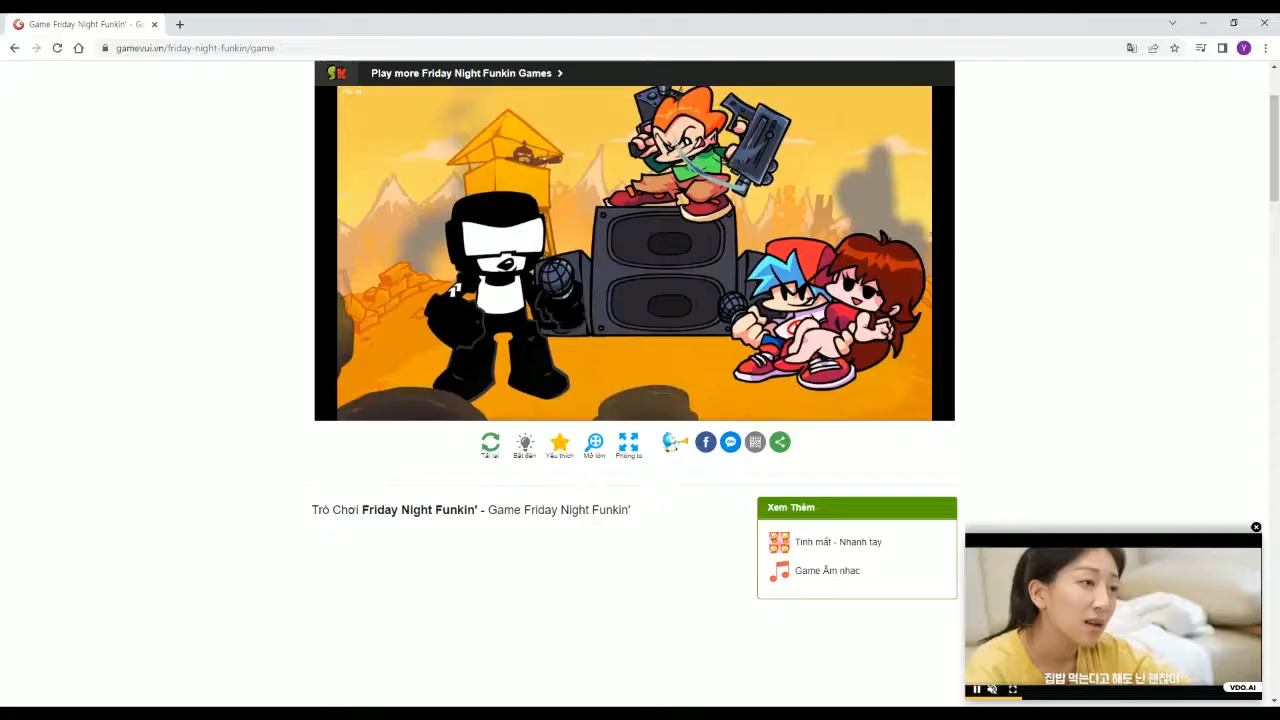 Game Friday Night Funkin' - Ga
gamevui.vn/friday-night-funkin/game
Y
SK
Play more Friday Night Funkin Games
Tải lại
Bật đèn
Yêu thích
Mở lớn
Phóng to
Trò Chơi Friday Night Funkin' - Game Friday Night Funkin'
Xem Thêm
Tinh mắt - Nhanh tay
Game Âm nhạc
집밥 먹는다고 해도 넌 괜찮아
VDO.AI